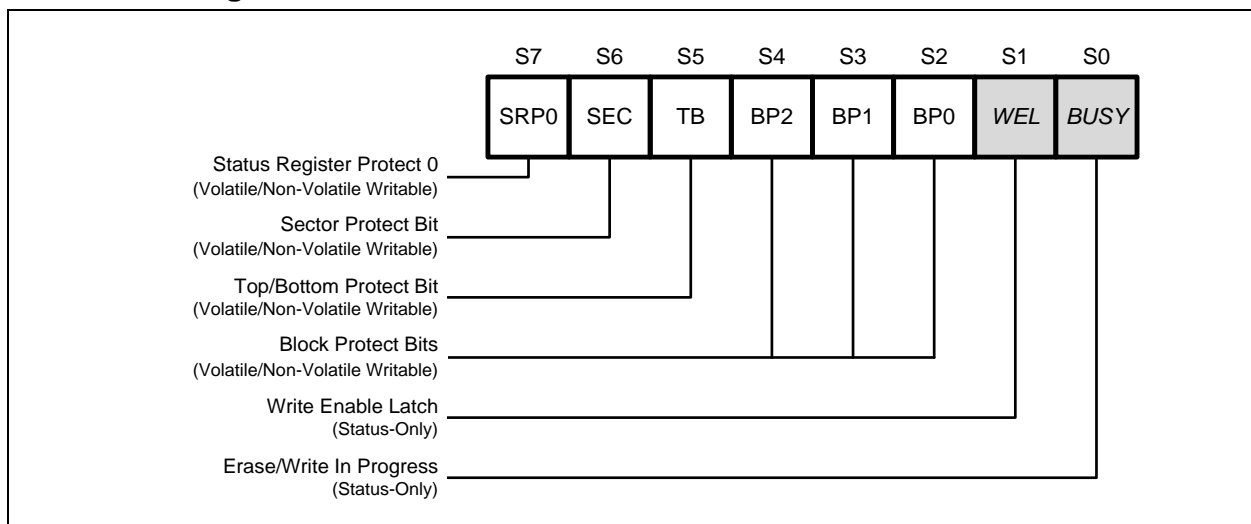 S7 S6 S5 S4 S3 S2 S1 S0
SRP0 SEC TB BP2 BP1 BP0 WEL BUSY
Status Register Protect 0
(Volatile/Non-Volatile Writable)
Sector Protect Bit
(Volatile/Non-Volatile Writable)
Top/Bottom Protect Bit
(Volatile/Non-Volatile Writable)
Block Protect Bits
(Volatile/Non-Volatile Writable)
Write Enable Latch
(Status-Only)
Erase/Write In Progress
(Status-Only)